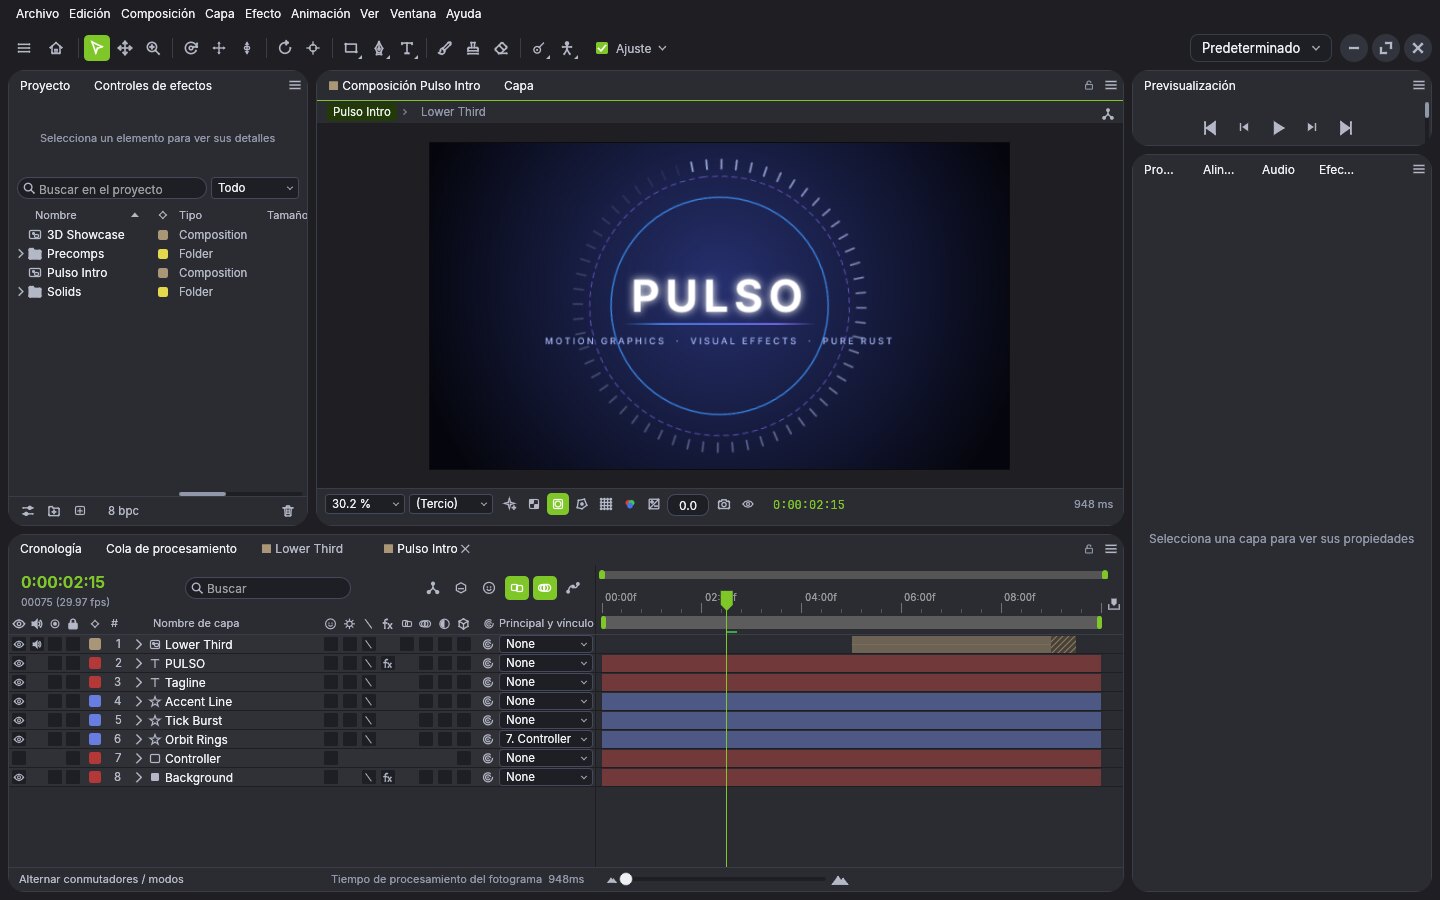 Archivo Edición Composición Capa Efecto Animación Ver Ventana Ayuda
Ajuste
Predeterminado
Proyecto Controles de efectos
Selecciona un elemento para ver sus detalles
Buscar en el proyecto Todo
Nombre Tipo Tamaño
3D Showcase Composition
Precomps Folder
Pulso Intro Composition
Solids Folder
8 bpc
Composición Pulso Intro Capa
Pulso Intro Lower Third
PULSO
MOTION GRAPHICS · VISUAL EFFECTS · PURE RUST
30.2 % (Tercio) 0.0 0:00:02:15 948 ms
Previsualización
Pro... Alin... Audio Efec...
Selecciona una capa para ver sus propiedades
Cronología Cola de procesamiento Lower Third Pulso Intro
0:00:02:15
00075 (29.97 fps)
Buscar
00:00f 04:00f 06:00f 08:00f
# Nombre de capa fx Principal y vínculo
1 Lower Third None
2 T PULSO fx None
3 T Tagline None
4 Accent Line None
5 Tick Burst None
6 Orbit Rings 7. Controller
7 Controller None
8 Background fx None
Alternar conmutadores / modos Tiempo de procesamiento del fotograma 948ms